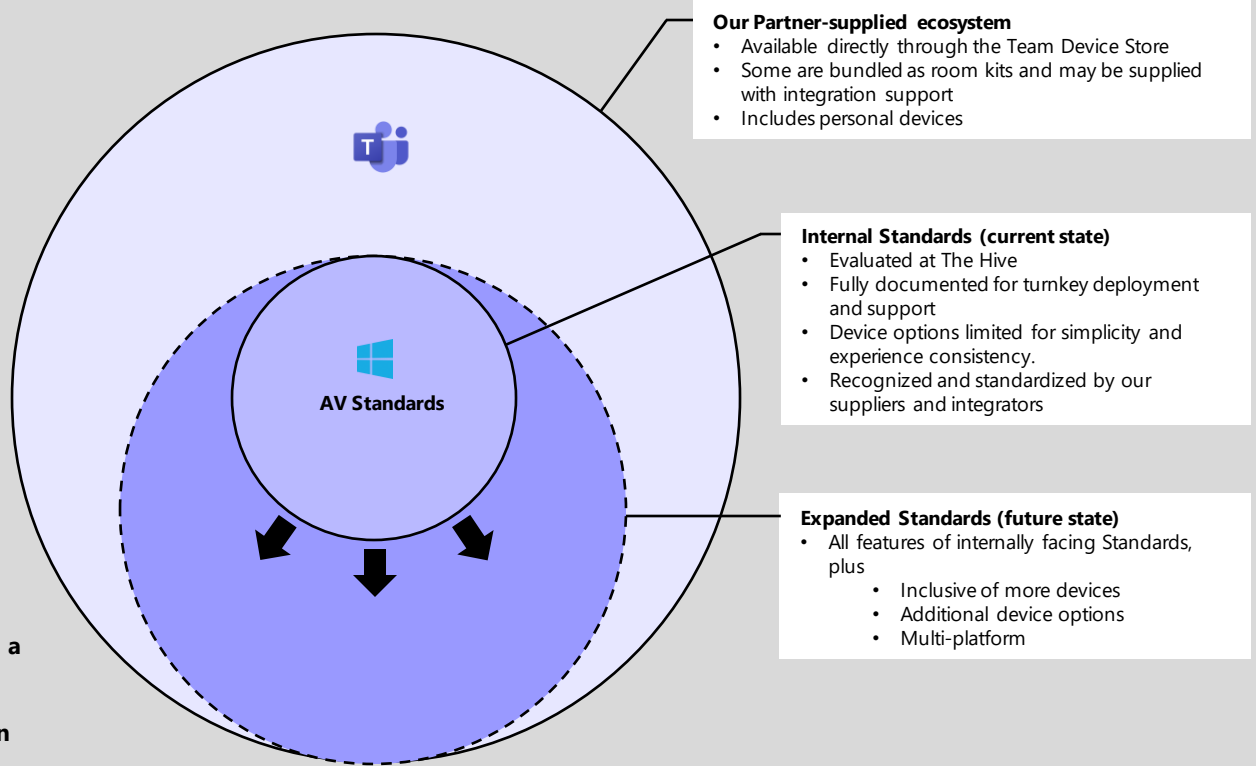 Our Partner-supplied ecosystem
• Available directly through the Team Device Store
• Some are bundled as room kits and may be supplied
with integration support
• Includes personal devices
T
Internal Standards (current state)
• Evaluated at The Hive
• Fully documented for turnkey deployment
and support
• Device options limited for simplicity and
experience consistency.
• Recognized and standardized by our
suppliers and integrators
AV Standards
Expanded Standards (future state)
• All features of internally facing Standards,
plus
• Inclusive of more devices
• Additional device options
• Multi-platform
a
n